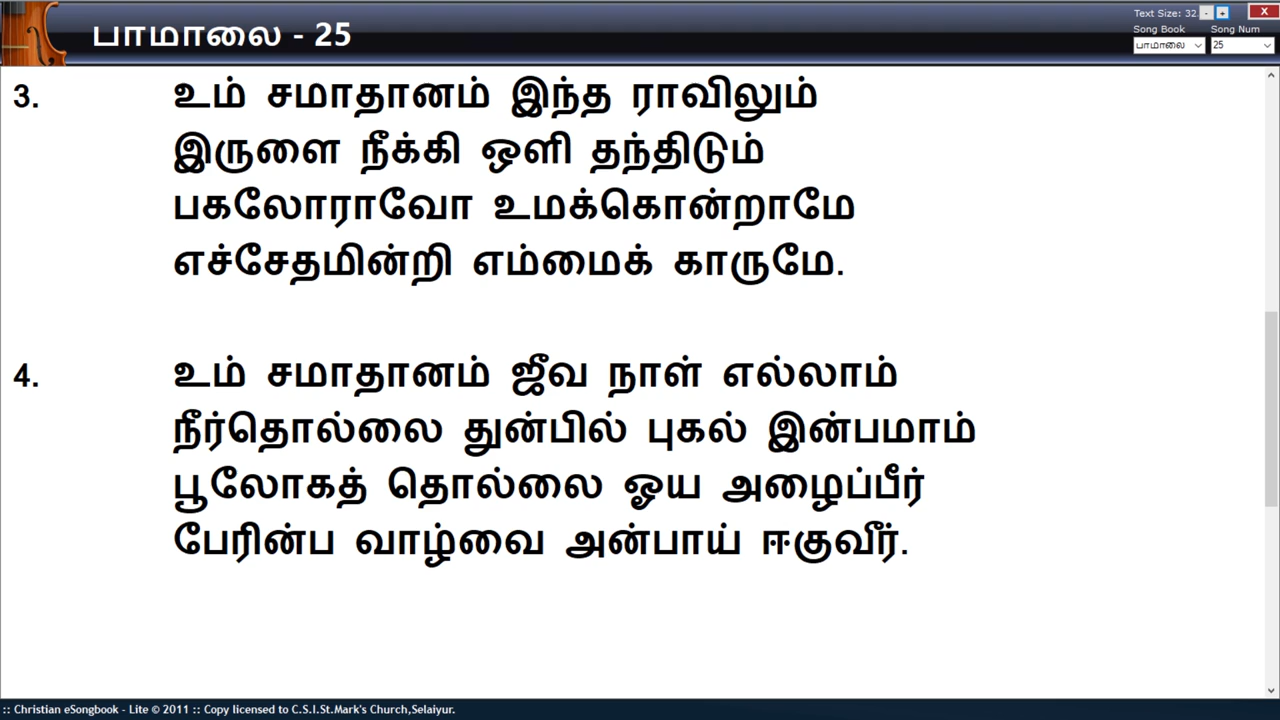 பாமாலை - 25
Text Size: 32 - + X
Song Book Song Num
பாமாலை 25
3. உம் சமாதானம் இந்த ராவிலும்
இருளை நீக்கி ஒளி தந்திடும்
பகலோராவோ உமக்கொன்றாமே
எச்சேதமின்றி எம்மைக் காருமே.
4. உம் சமாதானம் ஜீவ நாள் எல்லாம்
நீர்தொல்லை துன்பில் புகல் இன்பமாம்
பூலோகத் தொல்லை ஓய அழைப்பீர்
பேரின்ப வாழ்வை அன்பாய் ஈகுவீர்.
:: Christian eSongbook - Lite © 2011 :: Copy licensed to C.S.I.St.Mark's Church,Selaiyur.